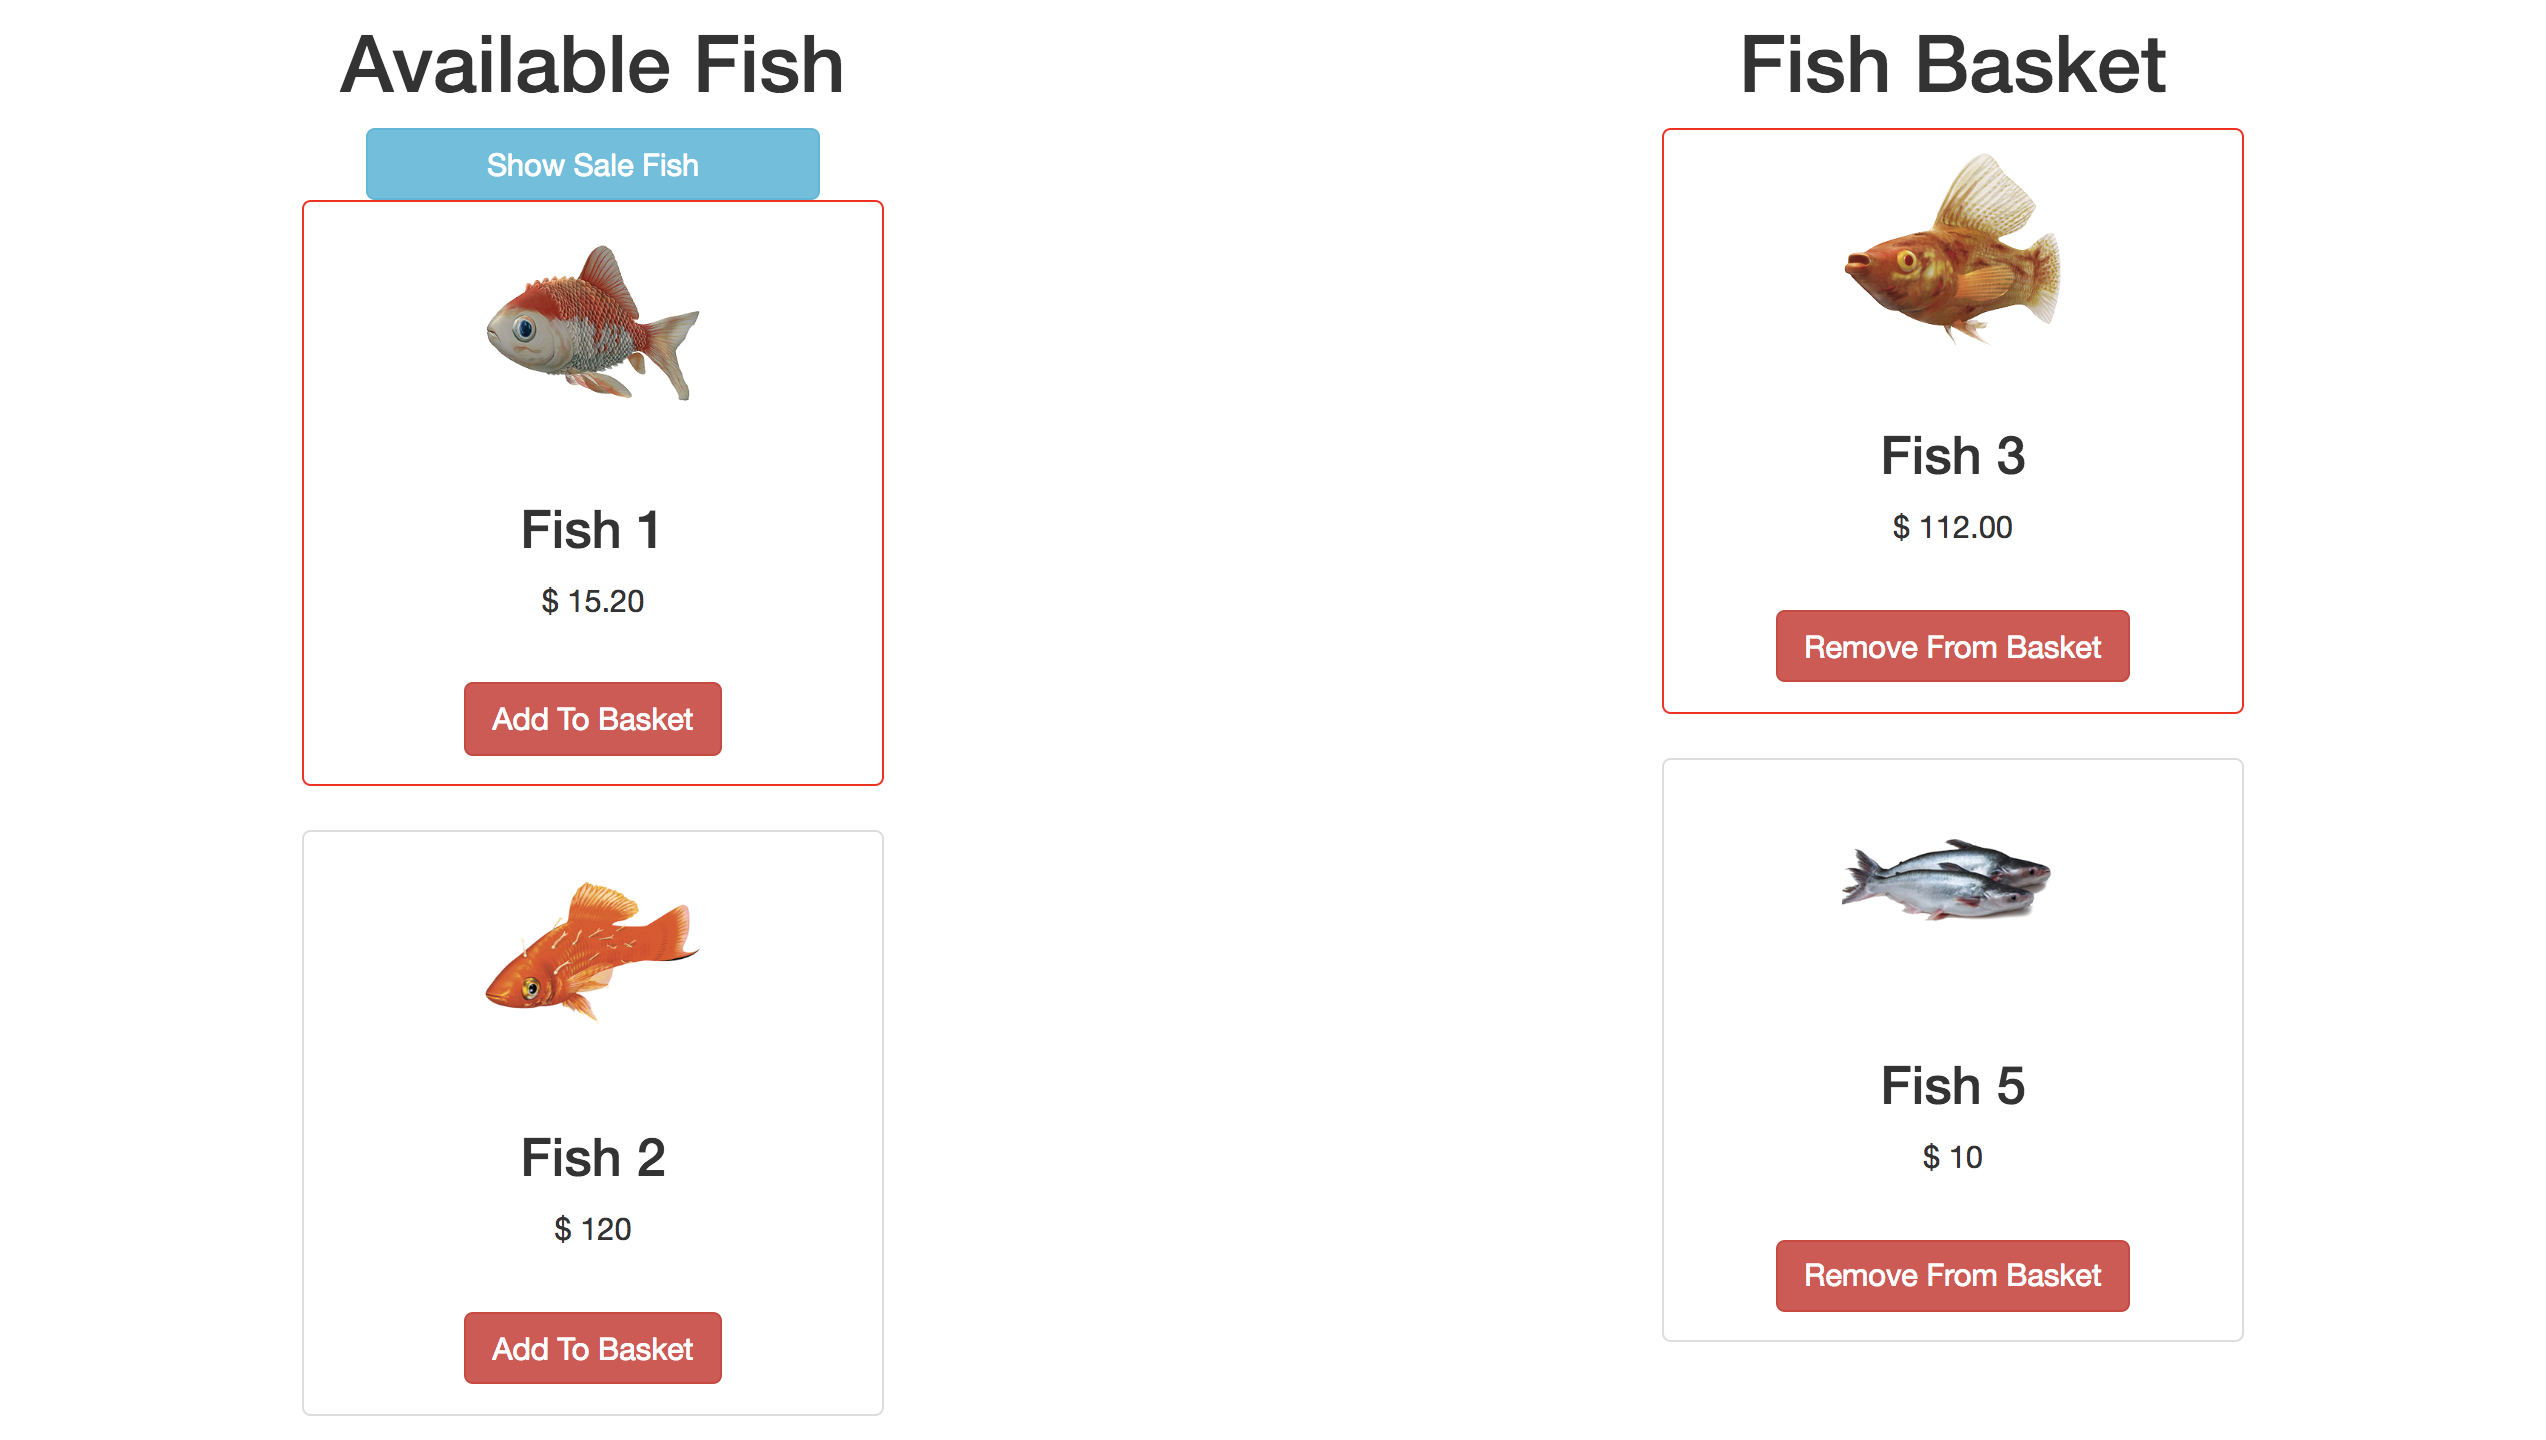 Available Fish
Show Sale Fish
Fish 1
$ 15.20
Add To Basket
Fish 2
$ 120
Add To Basket
Fish Basket
Fish 3
$ 112.00
Remove From Basket
Fish 5
$ 10
Remove From Basket